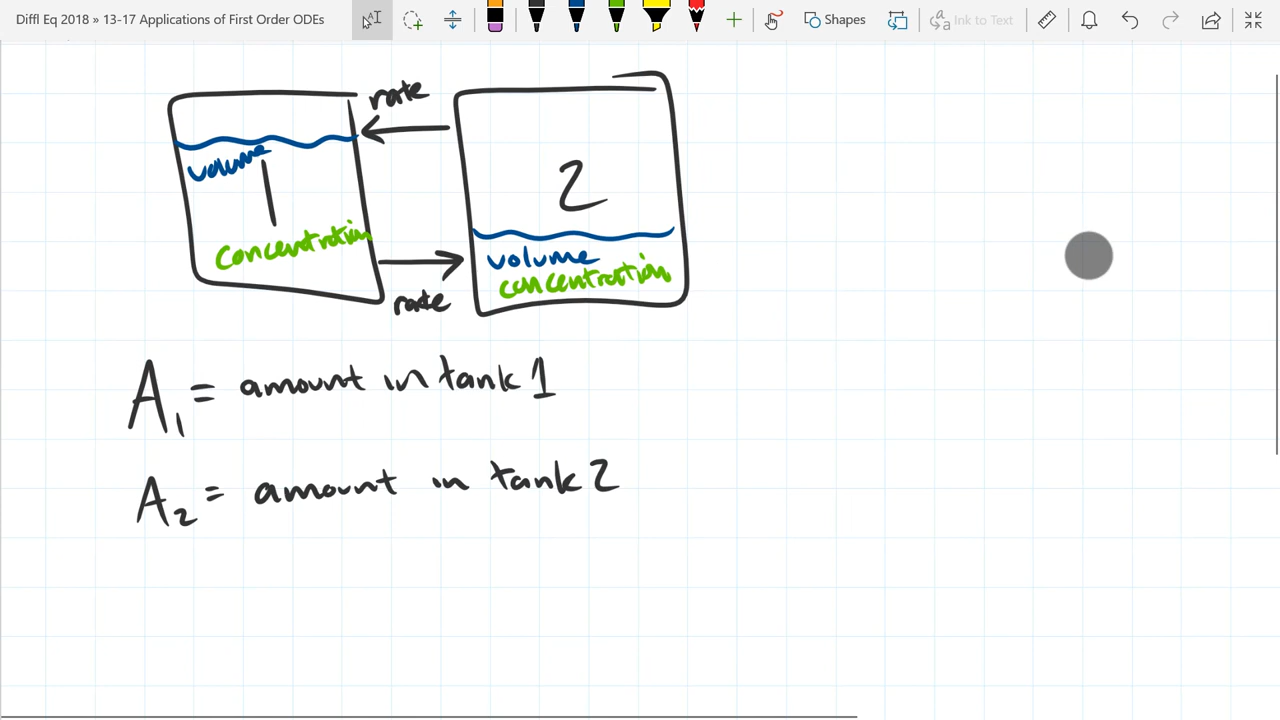 Diffl Eq 2018 » 13-17 Applications of First Order ODEs
Shapes
Ink to Text
rate
volume
1
concentration
2
volume
concentration
rate
A₁ = amount in tank 1
A₂ = amount in tank 2